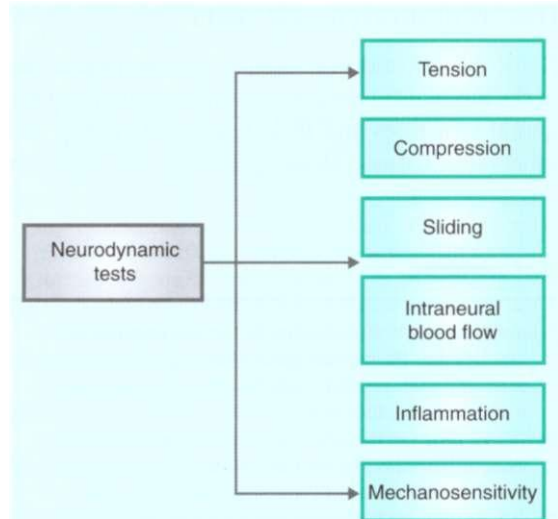 Neurodynamic
tests
Tension
Compression
Sliding
Intraneural
blood flow
Inflammation
Mechanosensitivity